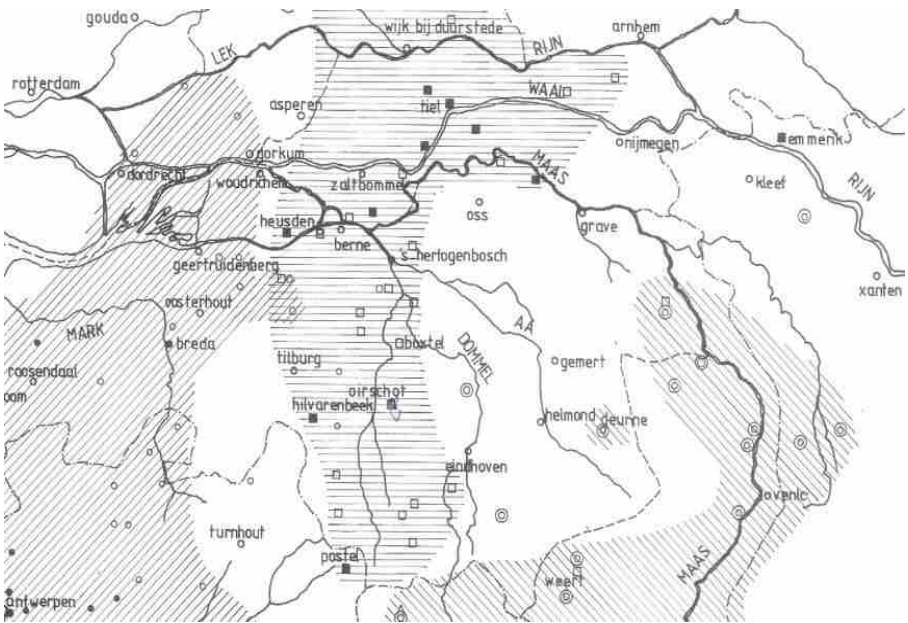 gouda
wijk bij duurstede
arnhem
LEK
RIJN
rotterdam
asperen
tiel
WAAL
gorkum
nijmegen
emmerik
dordrecht
woudrichem
zaltbommel
MAAS
kleef
RIJN
oss
heusden
berne
grave
geertruidenberg
's-hertogenbosch
xanten
oosterhout
AA
MARK
breda
boxtel
DOMMEL
gemert
tilburg
roosendaal
oirschot
oom
hilvarenbeek
helmond
deurne
eindhoven
venlo
turnhout
postel
weert
MAAS
antwerpen